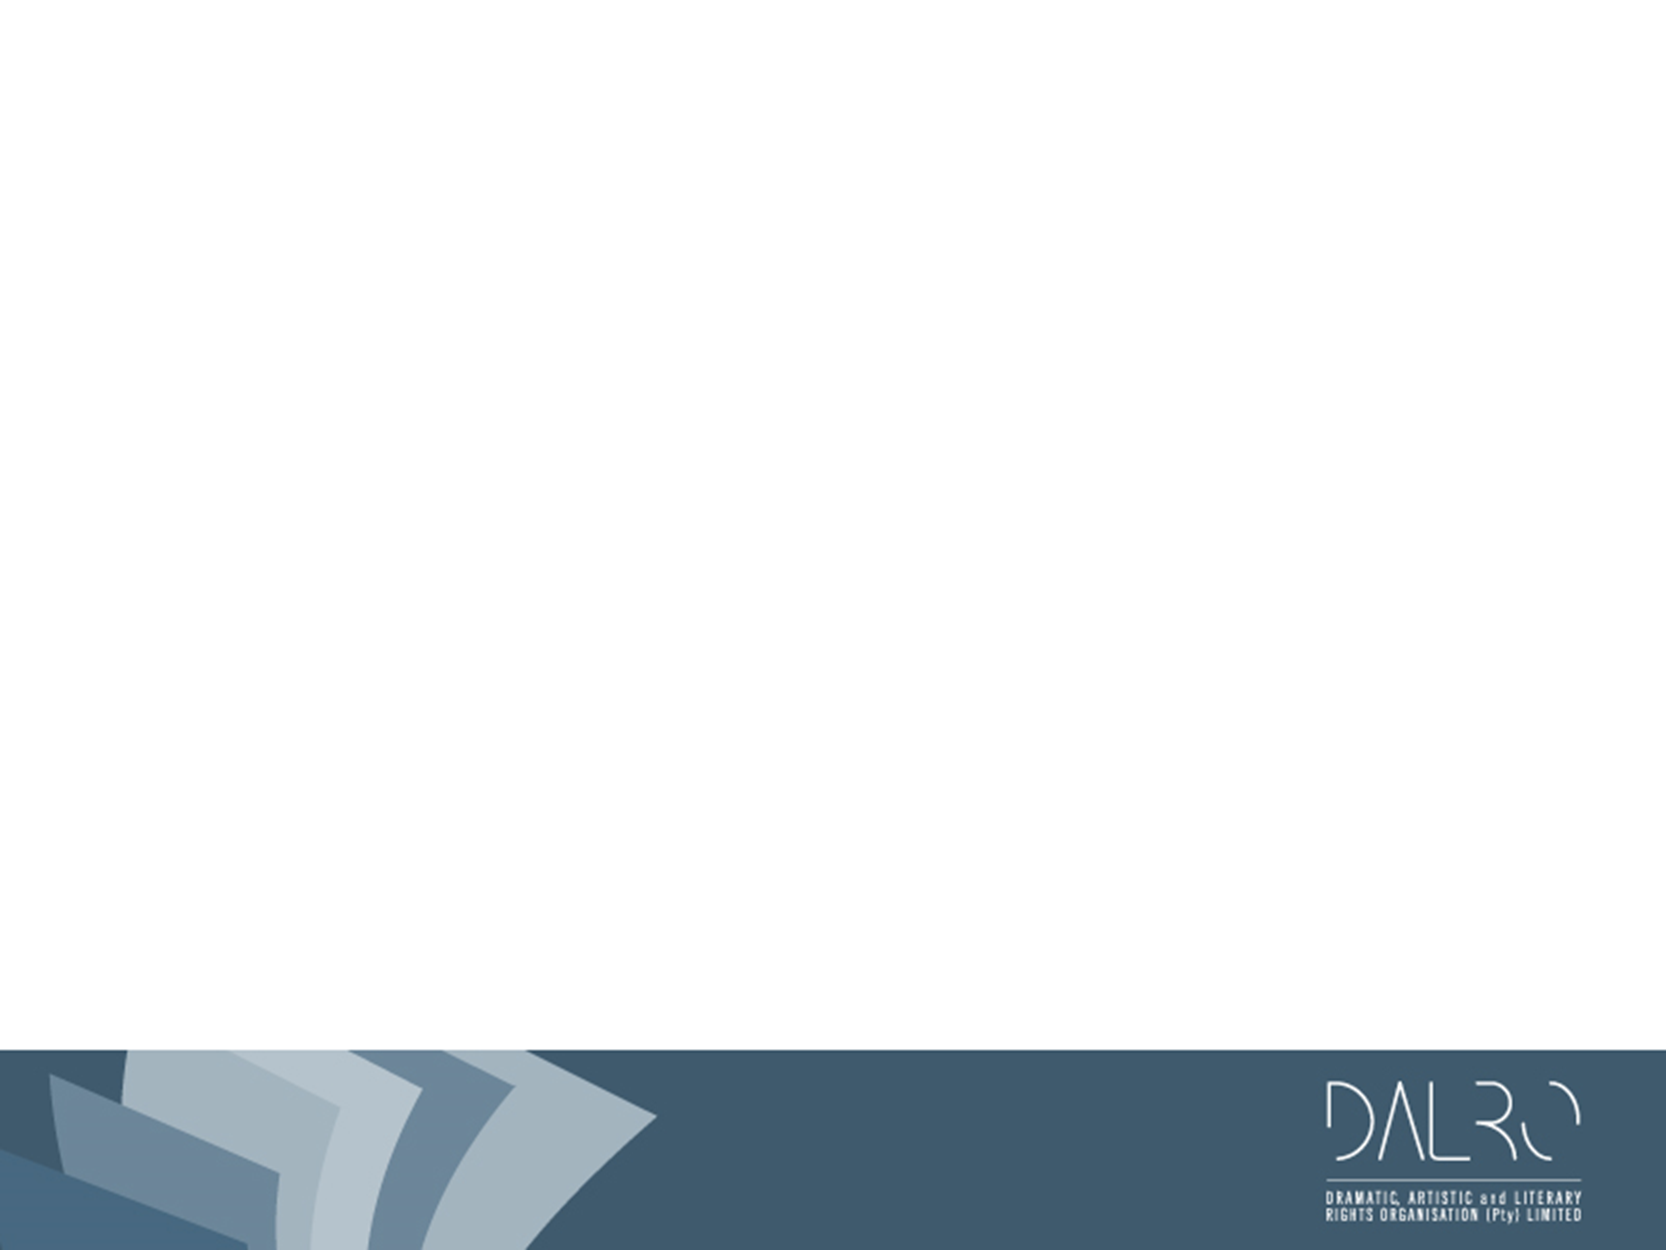 DALRO
DRAMATIC, ARTISTIC and LITERARY
RIGHTS ORGANISATION (Pty) LIMITED